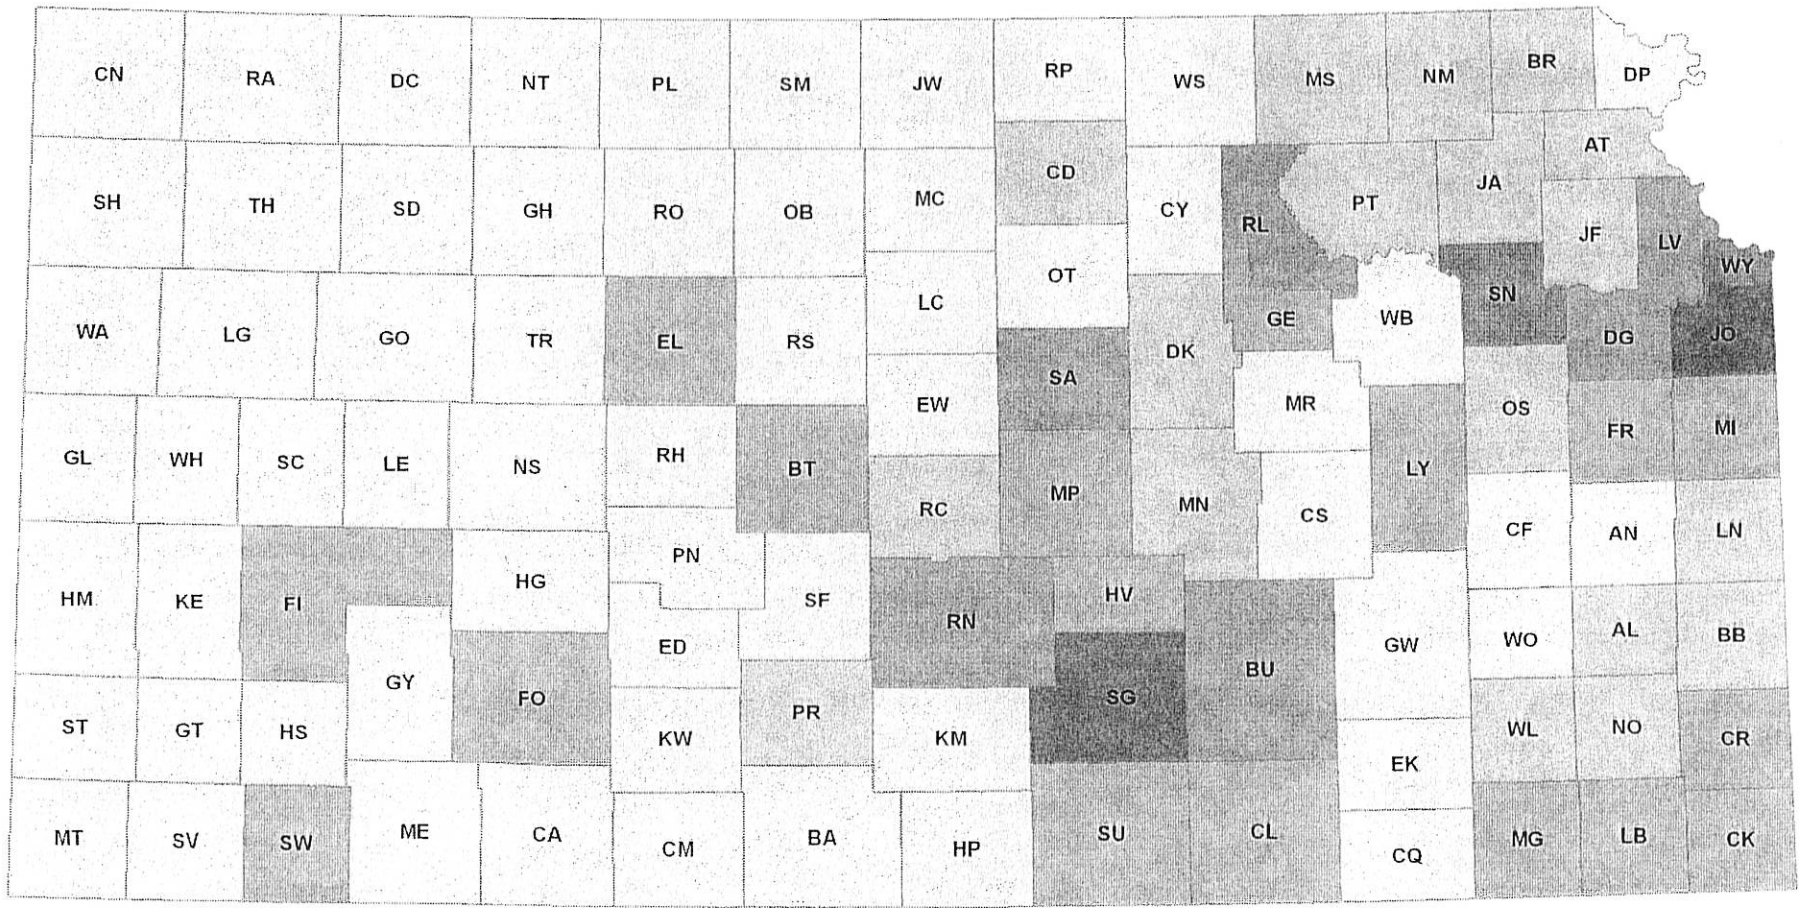 CN RA DC NT PL SM JW RP WS MS NM BR DP
SH TH SD GH RO OB MC CD CY RL PT JA AT
JF LV WY
WA LG GO TR EL RS LC OT DK GE WB SN DG JO
GL WH SC LE NS RH BT EW SA MR LY OS FR MI
RC MP MN CS CF AN LN
HM KE FI HG PN SF RN HV GW WO AL BB
ST GT HS GY FO ED PR KM SG BU WL NO CR
KW EK
MT SV SW ME CA CM BA HP SU CL CQ MG LB CK